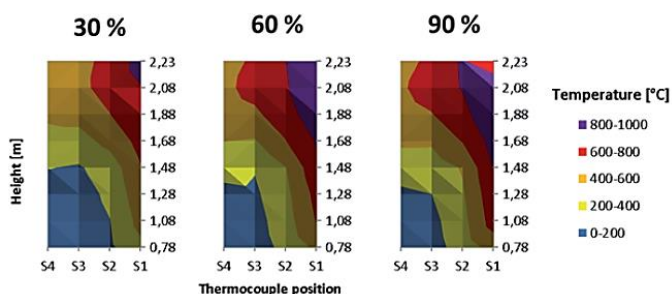 30 % 60 % 90 %
2,23 2,23 2,23
2,08 2,08 2,08
1,88 1,88 1,88
1,68 1,68 1,68
1,48 1,48 1,48
1,28 1,28 1,28
1,08 1,08 1,08
0,78 0,78 0,78
Height [m]
S4 S3 S2 S1 S4 S3 S2 S1 S4 S3 S2 S1
Thermocouple position
Temperature [°C]
800-1000
600-800
400-600
200-400
0-200